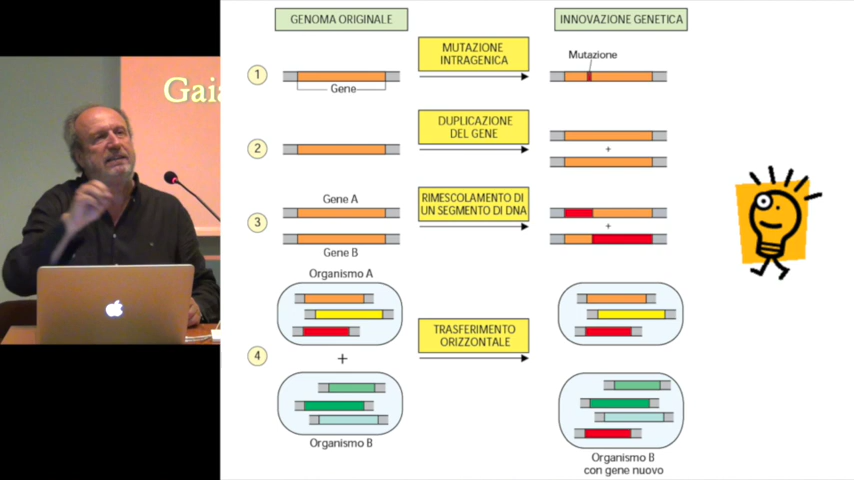 Gaia
GENOMA ORIGINALE
INNOVAZIONE GENETICA
1
Gene
MUTAZIONE
INTRAGENICA
Mutazione
2
DUPLICAZIONE
DEL GENE
+
3
Gene A
Gene B
RIMESCOLAMENTO DI
UN SEGMENTO DI DNA
+
4
Organismo A
+
Organismo B
TRASFERIMENTO
ORIZZONTALE
Organismo B
con gene nuovo